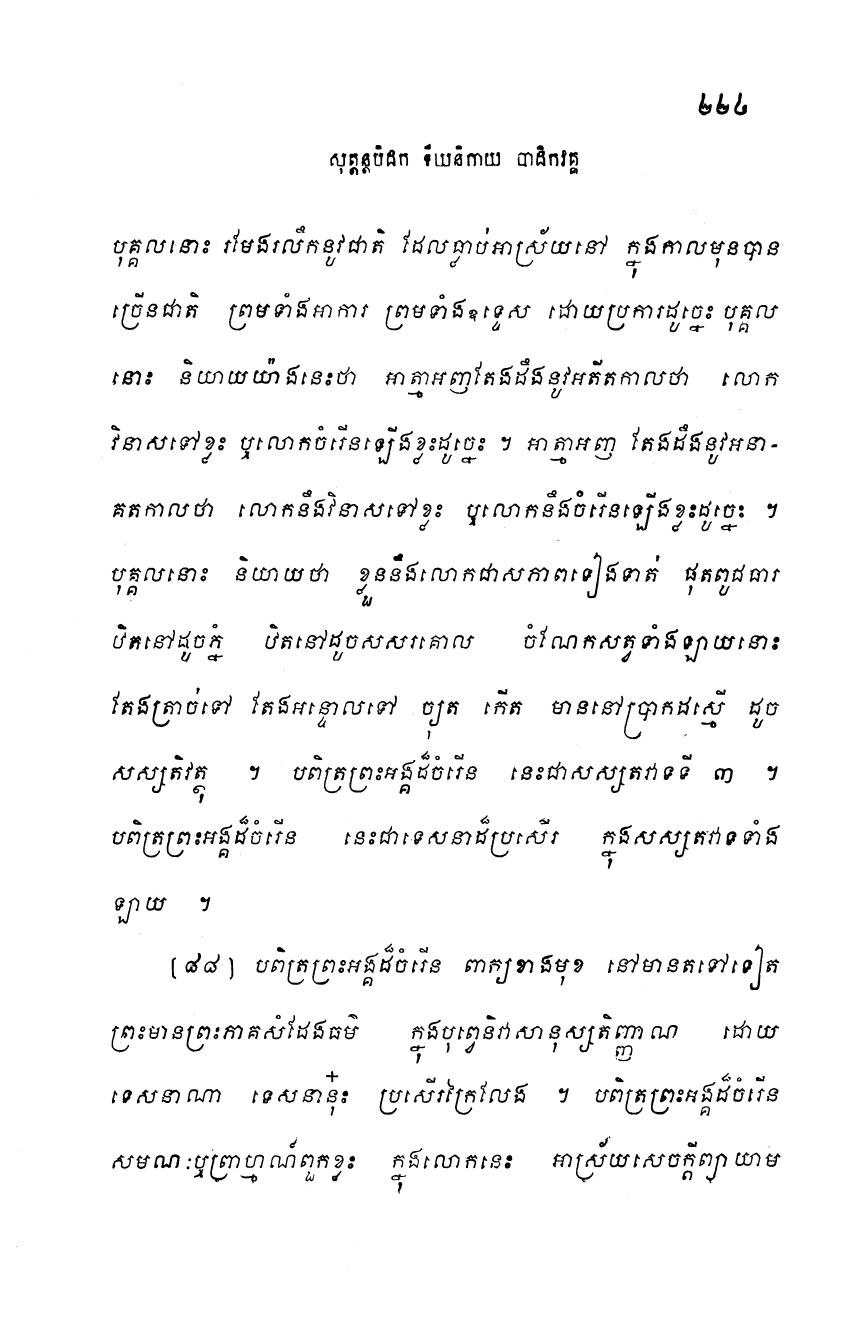 ២២៤
សុត្តន្តបិដក ទីឃនិកាយ បាដិកវគ្គ
បុគ្គលនោះ រមែងរលឹកនូវជាតិ ដែលធ្លាប់អាស្រ័យនៅ ក្នុងកាលមុនបាន
ច្រើនជាតិ ព្រមទាំងអាការ ព្រមទាំងឧទ្ទេស ដោយប្រការដូច្នេះ បុគ្គល
នោះ និយាយយ៉ាងនេះថា អាត្មាអញតែងដឹងនូវអតីតកាលថា លោក
វិនាសទៅខ្លះ ឬលោកចំរើនឡើងខ្លះដូច្នេះ ។ អាត្មាអញ តែងដឹងនូវអនា-
គតកាលថា លោកនឹងវិនាសទៅខ្លះ ឬលោកនឹងចំរើនឡើងខ្លះដូច្នេះ ។
បុគ្គលនោះ និយាយថា ខ្លួននឹងលោកជាសភាពទៀងទាត់ ផុតពូជធារ
ឋិតនៅដូចភ្នំ ឋិតនៅដូចសសរគោល ចំណែកសត្វទាំងឡាយនោះ
តែងត្រាច់ទៅ តែងអន្ទោលទៅ ច្យុត កើត មាននៅប្រាកដស្មើ ដូច
សស្សតិវត្ថុ ។ បពិត្រព្រះអង្គដ៏ចំរើន នេះជាសស្សតវាទទី ៣ ។
បពិត្រព្រះអង្គដ៏ចំរើន នេះជាទេសនាដ៏ប្រសើរ ក្នុងសស្សតវាទទាំង
ឡាយ ។
[៨៨] បពិត្រព្រះអង្គដ៏ចំរើន ពាក្យខាងមុខ នៅមានតទៅទៀត
ព្រះមានព្រះភាគសំដែងធម៌ ក្នុងបុព្វេនិវាសានុស្សតិញ្ញាណ ដោយ
ទេសនាណា ទេសនានុ៎ះ ប្រសើរក្រៃលែង ។ បពិត្រព្រះអង្គដ៏ចំរើន
សមណៈឬព្រាហ្មណ៍ពួកខ្លះ ក្នុងលោកនេះ អាស្រ័យសេចក្តីព្យាយាម